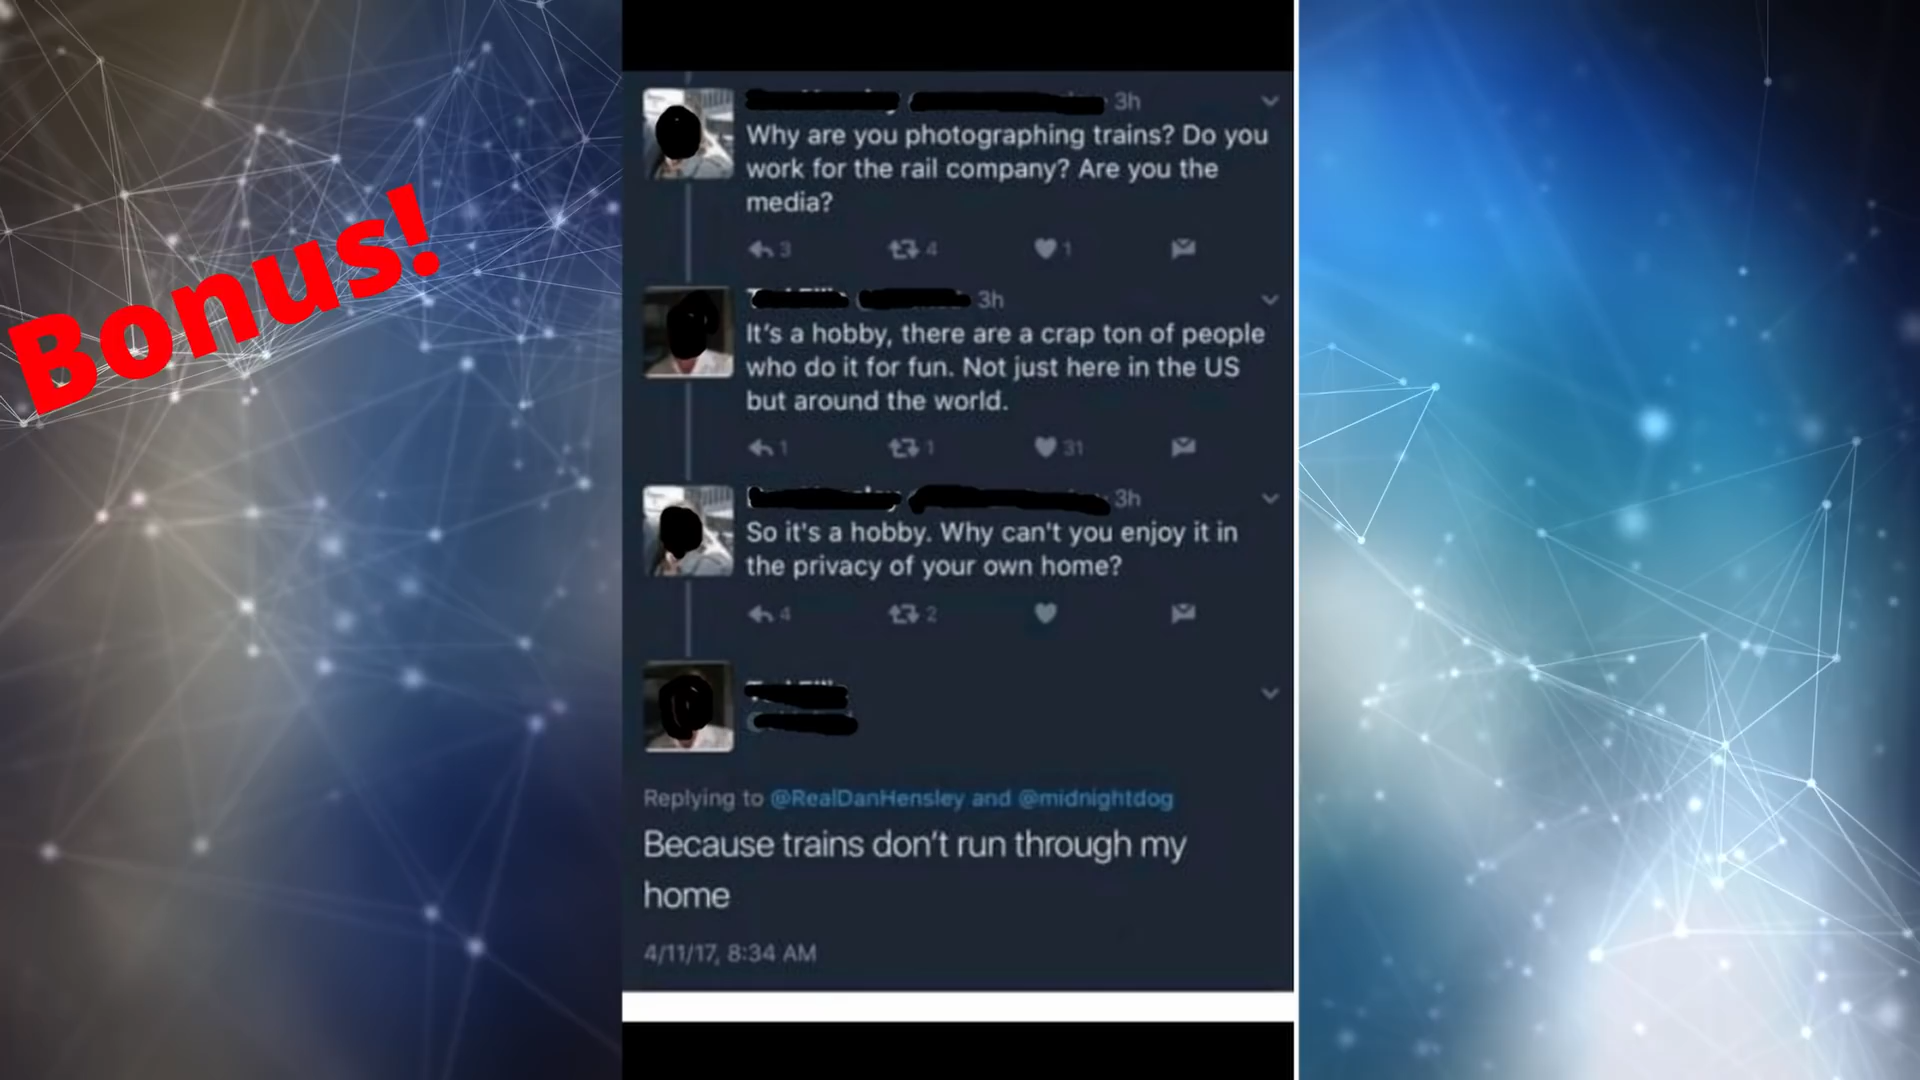 Bonus!
3h
Why are you photographing trains? Do you
work for the rail company? Are you the
media?
3 4 1
3h
It's a hobby, there are a crap ton of people
who do it for fun. Not just here in the US
but around the world.
1 1 31
3h
So it's a hobby. Why can't you enjoy it in
the privacy of your own home?
4 2
Replying to @RealDanHensley and @midnightdog
Because trains don't run through my
home
4/11/17, 8:34 AM